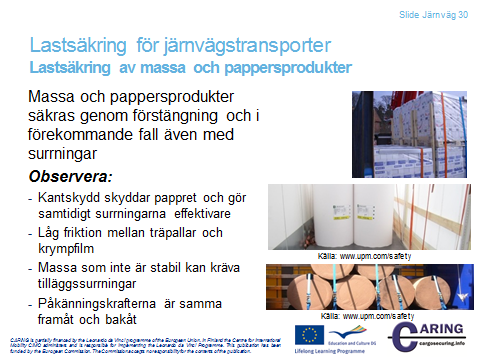 Slide Järnväg 30
Lastsäkring för järnvägstransporter
Lastsäkring av massa och pappersprodukter
Massa och pappersprodukter
säkras genom förstängning och i
förekommande fall även med
surrningar
Observera:
- Kantskydd skyddar pappret och gör
samtidigt surrningarna effektivare
- Låg friktion mellan träpallar och
krympfilm
- Massa som inte är stabil kan kräva
tilläggssurrningar
- Påkänningskrafterna är samma
framåt och bakåt
Källa: www.upm.com/safety
Källa: www.upm.com/safety
CARING is partially financed by the Leonardo da Vinci programme of the European Union. In Finland the Centre for International
Mobility CIMO administers and is responsible for implementing the Leonardo da Vinci Programme. This publication has been
funded by the European Commission. The Commission accepts no responsibility for the contents of the publication.
Education and Culture DG
Lifelong Learning Programme
CARING
cargosecuring.info